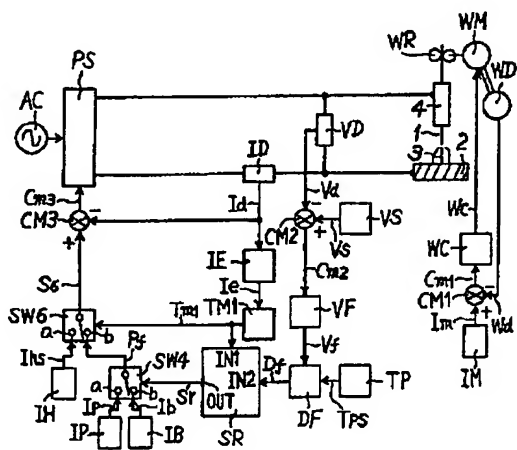 WM
WR
PS
WD
AC
4
VD
1
ID
3
2
Cm3
Id
Vd
Wc
CM3
-
+
CM2
-
+
VS
Vs
WC
IE
Cm2
Cm1
S6
Ie
VF
CM1
-
+
Im
Wd
SW6
a
b
Tm1
TM1
Vf
IM
Pf
Ihs
SW4
IN1
IN2
Df
TP
IH
a
b
Sr
OUT
DF
Tps
Ip
Ib
SR
IP
IB